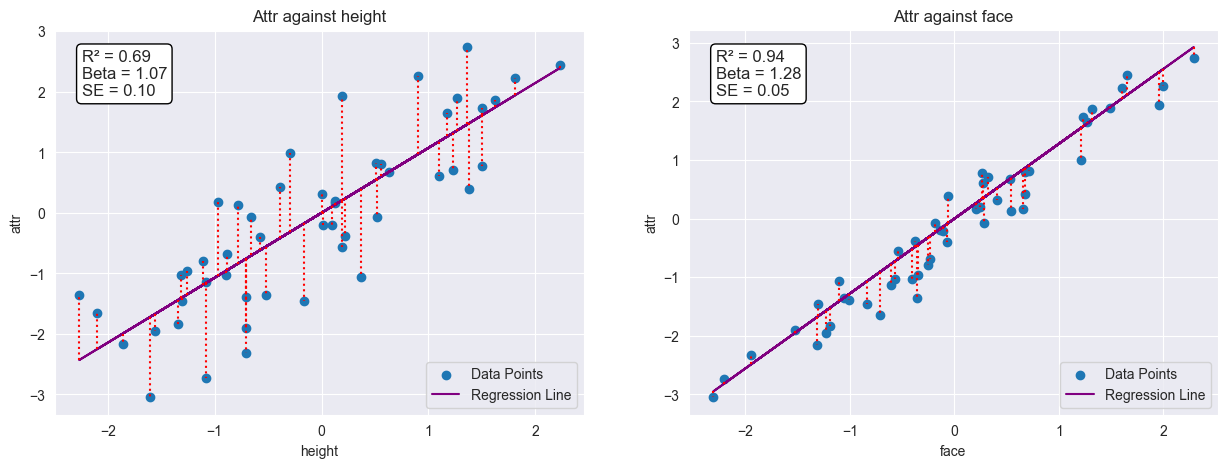 Attr against height
R² = 0.69
Beta = 1.07
SE = 0.10
3
2
1
0
−1
−2
−3
attr
−2
−1
0
1
2
height
Data Points
Regression Line
Attr against face
R² = 0.94
Beta = 1.28
SE = 0.05
3
2
1
0
−1
−2
−3
attr
−2
−1
0
1
2
face
Data Points
Regression Line